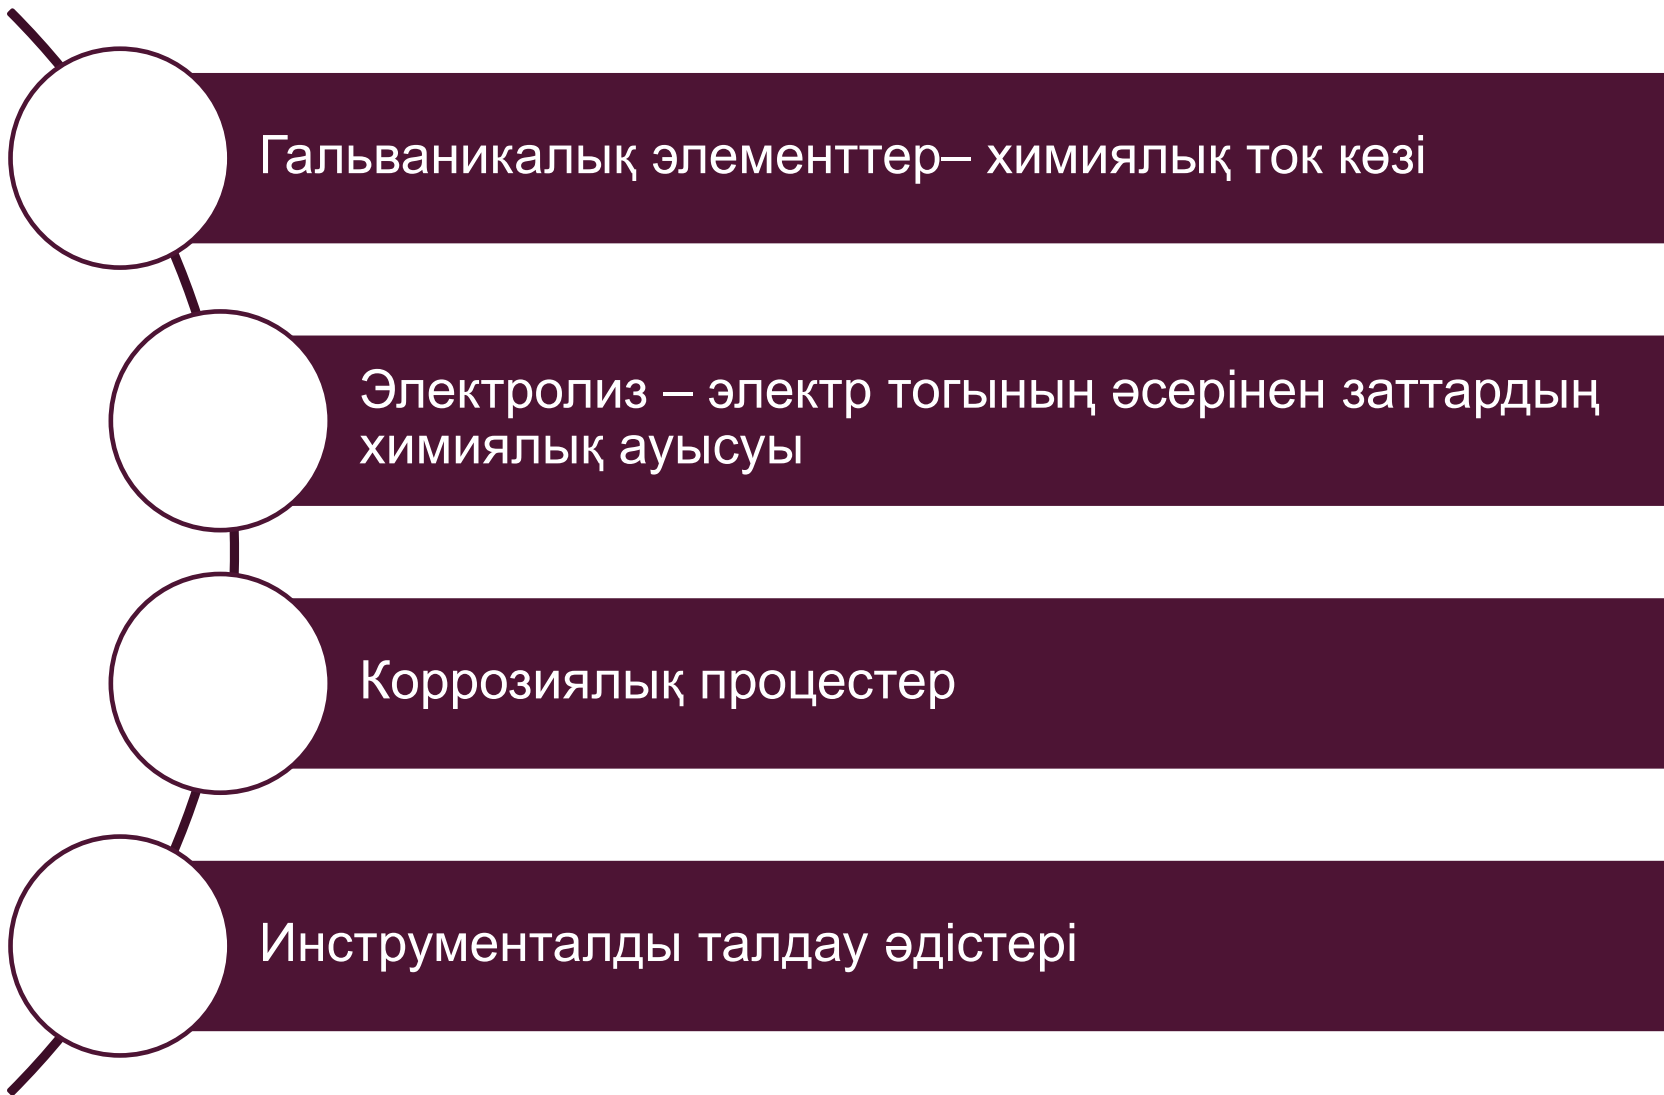 Гальваникалық элементтер– химиялық ток көзі
Электролиз – электр тогының әсерінен заттардың
химиялық ауысуы
Коррозиялық процестер
Инструменталды талдау әдістері